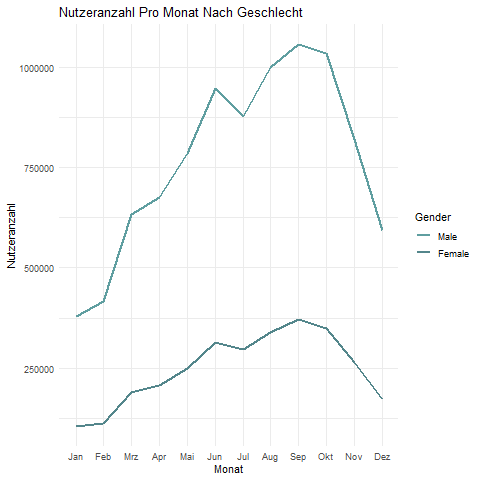 Nutzeranzahl Pro Monat Nach Geschlecht
1000000
750000
500000
250000
Nutzeranzahl
Jan Feb Mrz Apr Mai Jun Jul Aug Sep Okt Nov Dez
Monat
Gender
Male
Female